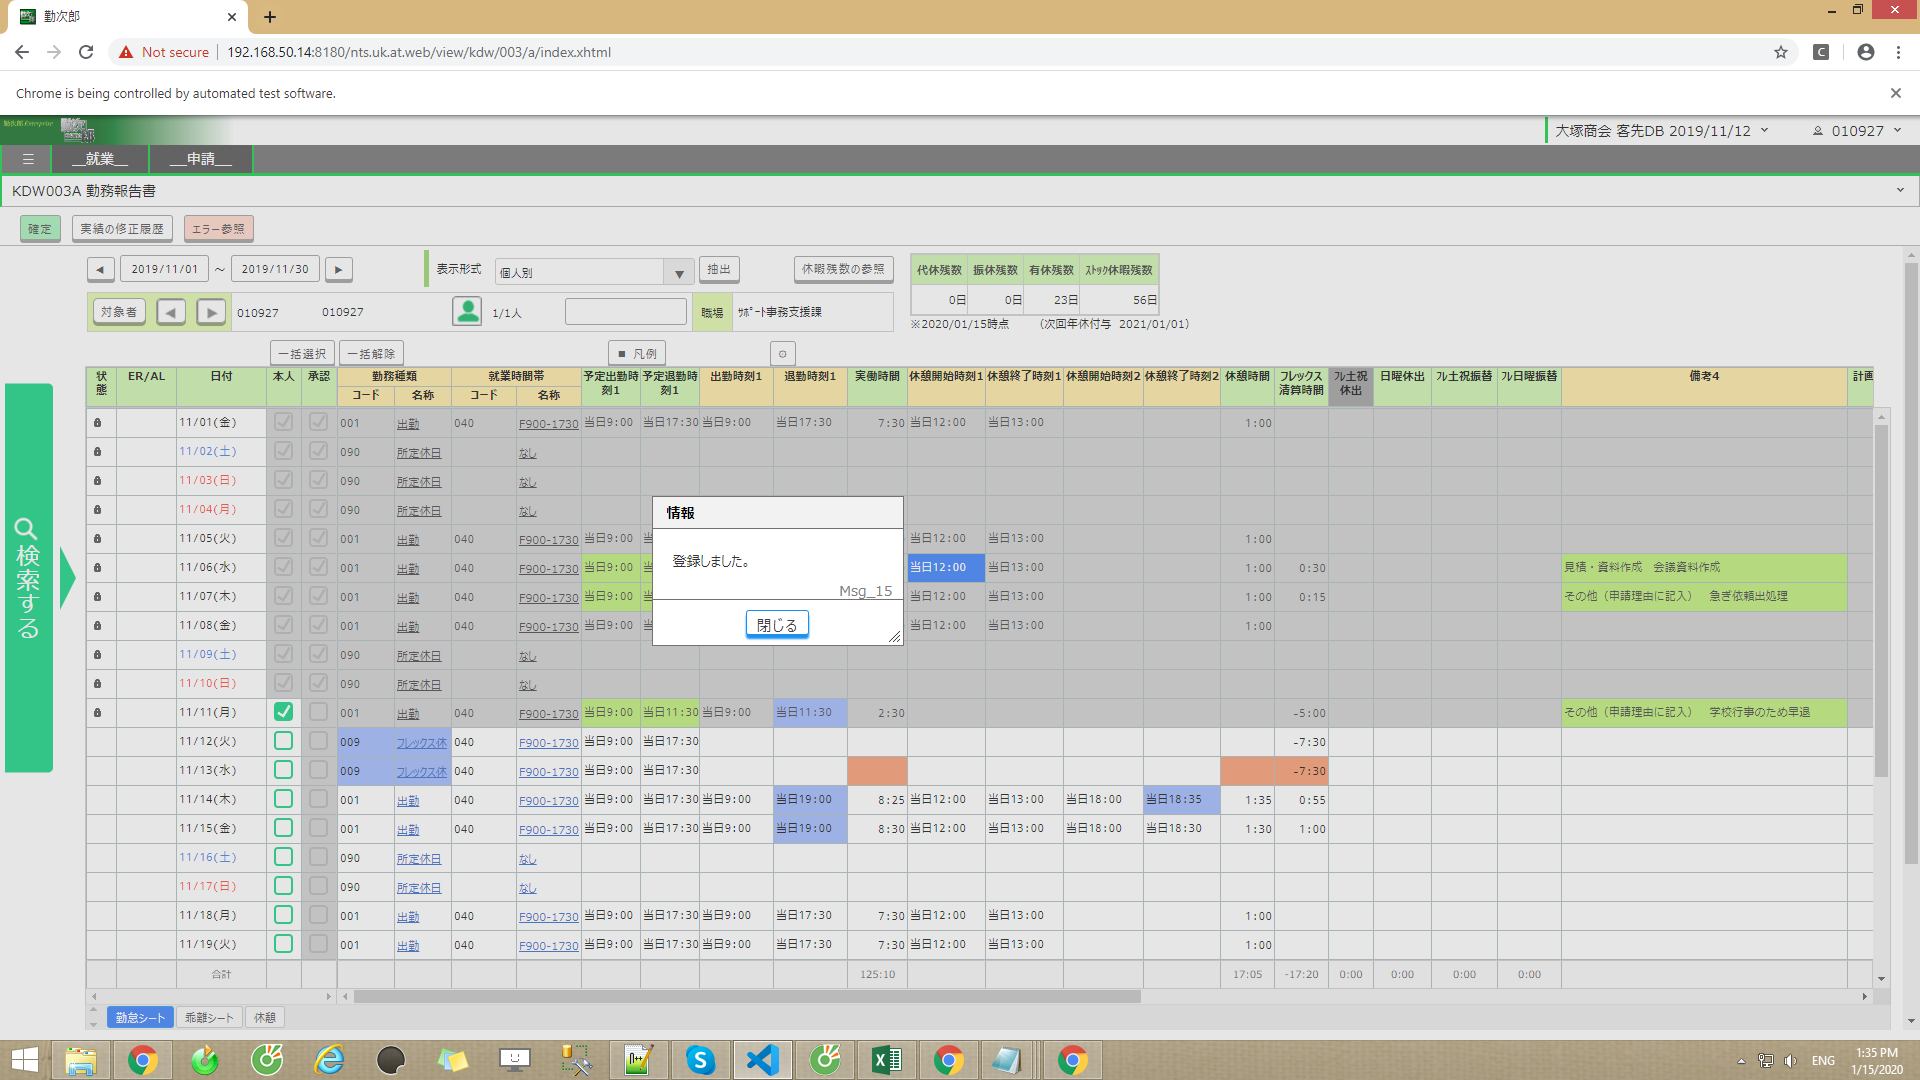 勤次郎
Not secure 192.168.50.14:8180/nts.uk.at.web/view/kdw/003/a/index.xhtml
Chrome is being controlled by automated test software.
大塚商会 客先DB 2019/11/12 010927
__就業__ __申請__
KDW003A 勤務報告書
確定 実績の修正履歴 エラー参照
2019/11/01 ～ 2019/11/30 表示形式 個人別 抽出 休暇残数の参照
代休残数 振休残数 有休残数 ストック休暇残数
0日 0日 23日 56日
対象者 010927 010927 1/1人 職場 サポート事務支援課
※2020/01/15時点 （次回年休付与 2021/01/01）
一括選択 一括解除 ■ 凡例
状態 ER/AL 日付 本人 承認 勤務種類 就業時間帯 予定出勤時刻1 予定退勤時刻1 出勤時刻1 退勤時刻1 実働時間 休憩開始時刻1 休憩終了時刻1 休憩開始時刻2 休憩終了時刻2 休憩時間 フレックス清算時間 フル土祝休出 日曜休出 フル土祝振替 フル日曜振替 備考4 計画
コード 名称 コード 名称
11/01(金) 001 出勤 040 F900-1730 当日9:00 当日17:30 当日9:00 当日17:30 7:30 当日12:00 当日13:00 1:00
11/02(土) 090 所定休日 なし
11/03(日) 090 所定休日 なし
11/04(月) 090 所定休日 なし
11/05(火) 001 出勤 040 F900-1730 当日9:00 当日12:00 当日13:00 1:00
11/06(水) 001 出勤 040 F900-1730 当日9:00 当日12:00 当日13:00 1:00 0:30 見積・資料作成 会議資料作成
11/07(木) 001 出勤 040 F900-1730 当日9:00 当日12:00 当日13:00 1:00 0:15 その他（申請理由に記入） 急ぎ依頼出処理
11/08(金) 001 出勤 040 F900-1730 当日9:00 当日12:00 当日13:00 1:00
11/09(土) 090 所定休日 なし
11/10(日) 090 所定休日 なし
11/11(月) 001 出勤 040 F900-1730 当日9:00 当日11:30 当日9:00 当日11:30 2:30 -5:00 その他（申請理由に記入） 学校行事のため早退
11/12(火) 009 フレックス休 040 F900-1730 当日9:00 当日17:30 -7:30
11/13(水) 009 フレックス休 040 F900-1730 当日9:00 当日17:30 -7:30
11/14(木) 001 出勤 040 F900-1730 当日9:00 当日17:30 当日9:00 当日19:00 8:25 当日12:00 当日13:00 当日18:00 当日18:35 1:35 0:55
11/15(金) 001 出勤 040 F900-1730 当日9:00 当日17:30 当日9:00 当日19:00 8:30 当日12:00 当日13:00 当日18:00 当日18:30 1:30 1:00
11/16(土) 090 所定休日 なし
11/17(日) 090 所定休日 なし
11/18(月) 001 出勤 040 F900-1730 当日9:00 当日17:30 当日9:00 当日17:30 7:30 当日12:00 当日13:00 1:00
11/19(火) 001 出勤 040 F900-1730 当日9:00 当日17:30 当日9:00 当日17:30 7:30 当日12:00 当日13:00 1:00
合計 125:10 17:05 -17:20 0:00 0:00 0:00 0:00
情報
登録しました。
Msg_15
閉じる
検索する
勤怠シート 乖離シート 休憩
ENG 1:35 PM
1/15/2020